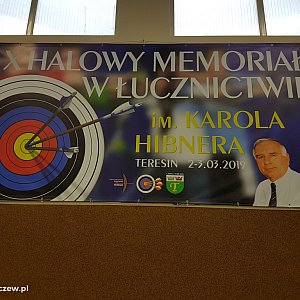 X HALOWY MEMORIAŁ
W ŁUCZNICTWIE
im. KAROLA
HIBNERA
TERESIN 2-3.03.2019
czew.pl